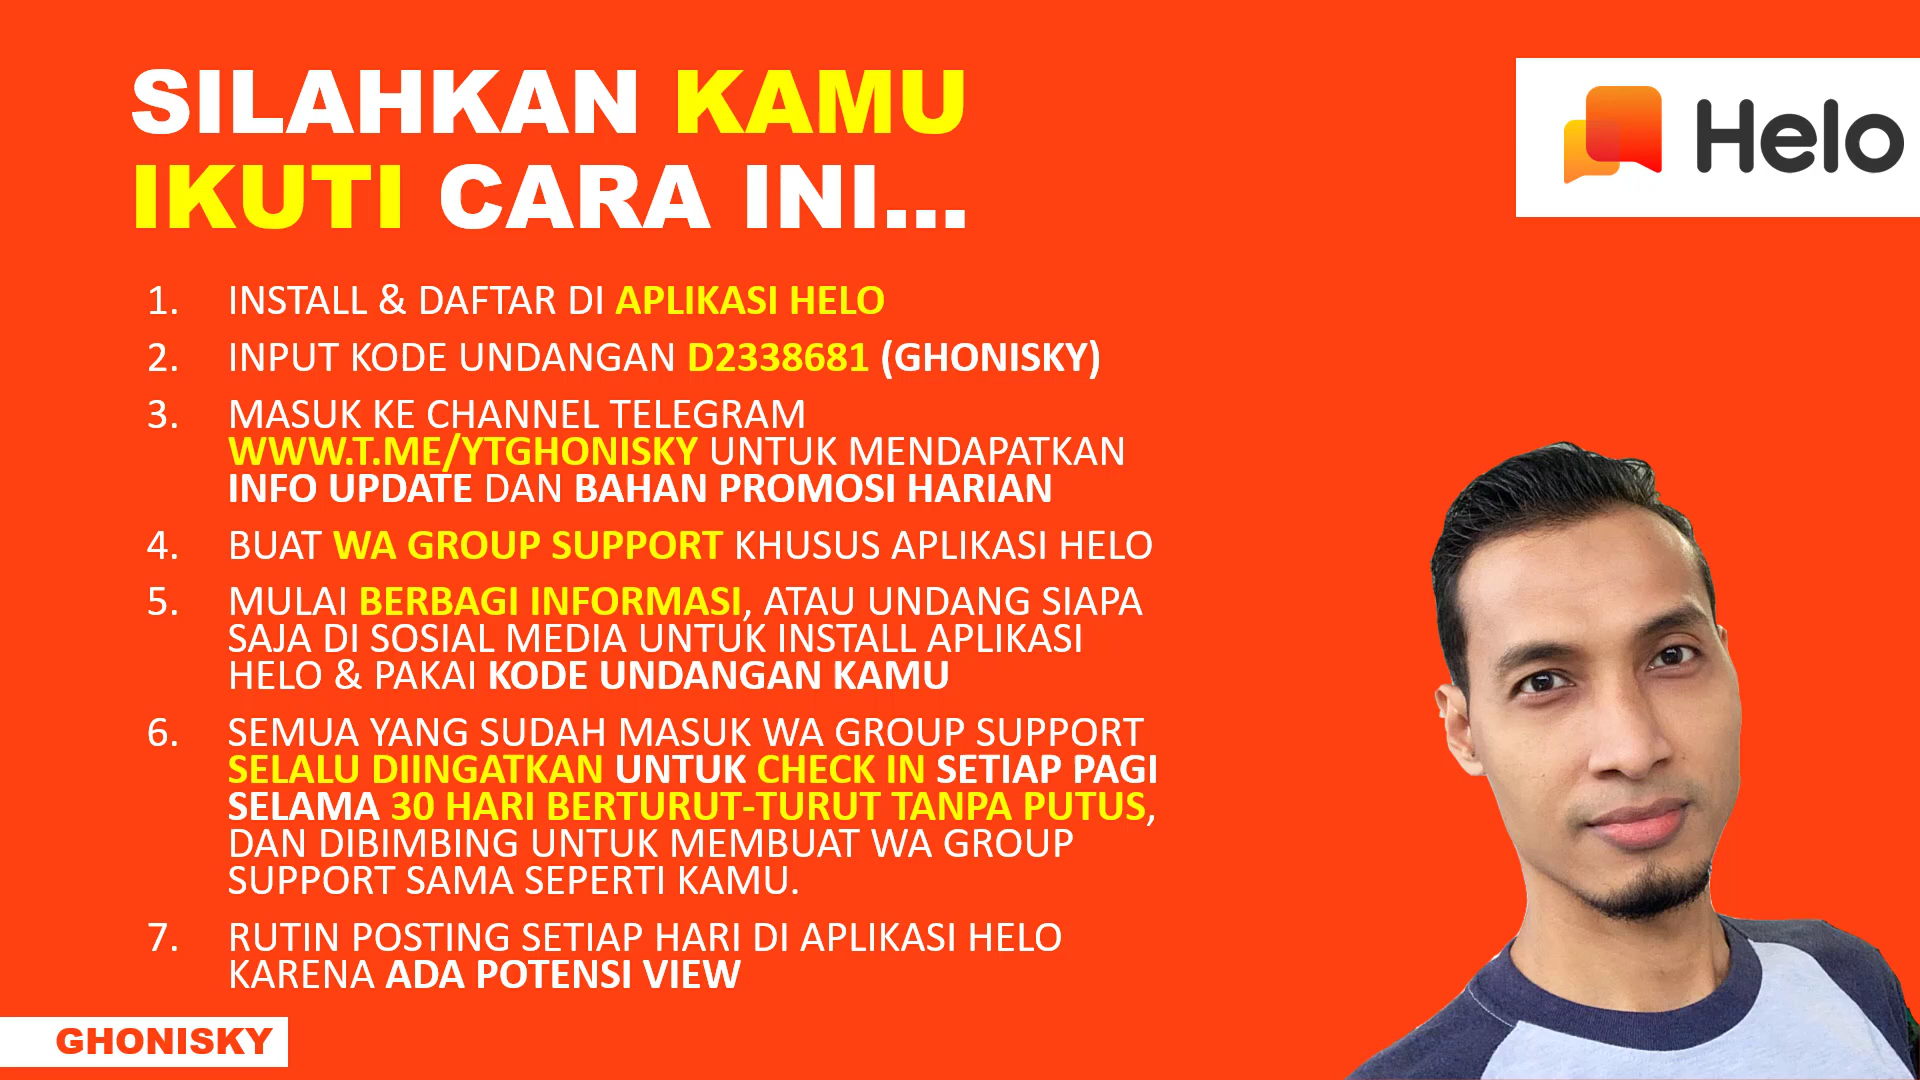 SILAHKAN KAMU
IKUTI CARA INI...
Helo
1. INSTALL & DAFTAR DI APLIKASI HELO
2. INPUT KODE UNDANGAN D2338681 (GHONISKY)
3. MASUK KE CHANNEL TELEGRAM
WWW.T.ME/YTGHONISKY UNTUK MENDAPATKAN
INFO UPDATE DAN BAHAN PROMOSI HARIAN
4. BUAT WA GROUP SUPPORT KHUSUS APLIKASI HELO
5. MULAI BERBAGI INFORMASI, ATAU UNDANG SIAPA
SAJA DI SOSIAL MEDIA UNTUK INSTALL APLIKASI
HELO & PAKAI KODE UNDANGAN KAMU
6. SEMUA YANG SUDAH MASUK WA GROUP SUPPORT
SELALU DIINGATKAN UNTUK CHECK IN SETIAP PAGI
SELAMA 30 HARI BERTURUT-TURUT TANPA PUTUS,
DAN DIBIMBING UNTUK MEMBUAT WA GROUP
SUPPORT SAMA SEPERTI KAMU.
7. RUTIN POSTING SETIAP HARI DI APLIKASI HELO
KARENA ADA POTENSI VIEW
GHONISKY